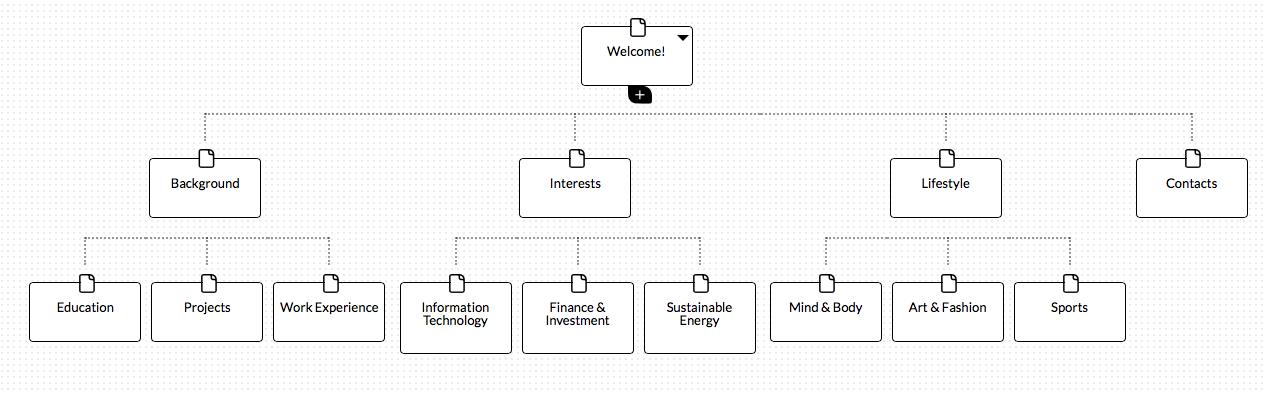 Welcome!
+
Background
Interests
Lifestyle
Contacts
Education
Projects
Work Experience
Information
Technology
Finance &
Investment
Sustainable
Energy
Mind & Body
Art & Fashion
Sports